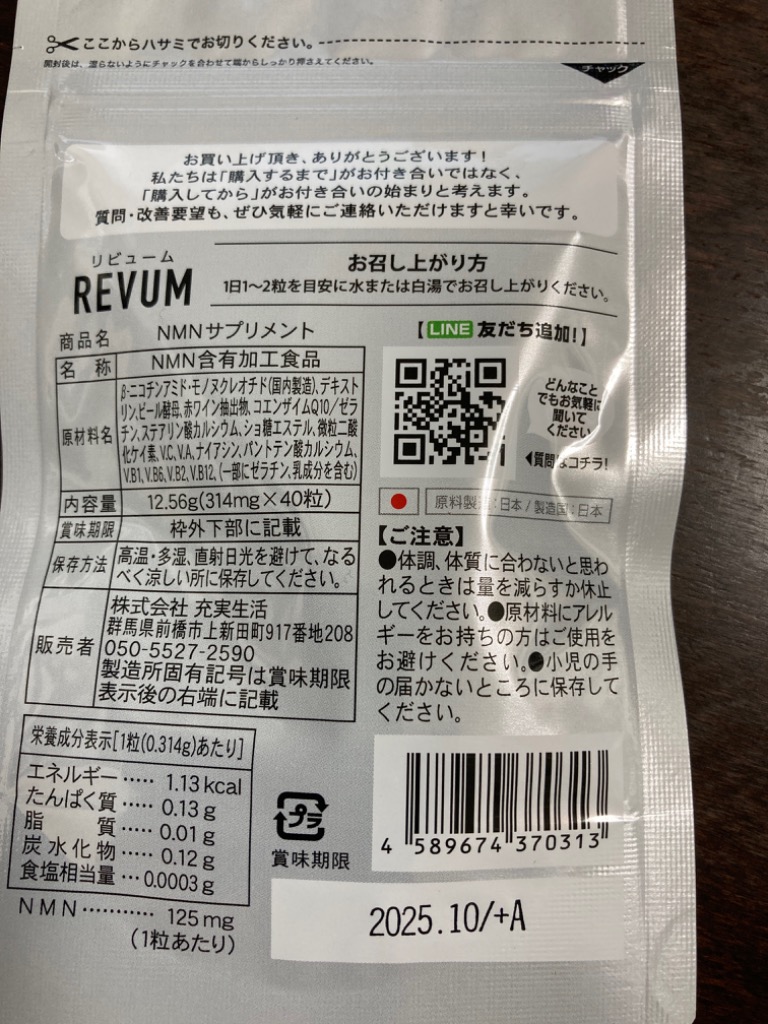 ここからハサミでお切りください。
開封後は、湿らないようにチャックを合わせて端からしっかり押さえてください。
チャック
お買い上げ頂き、ありがとうございます！
私たちは「購入するまで」がお付き合いではなく、
「購入してから」がお付き合いの始まりと考えます。
質問・改善要望も、ぜひ気軽にご連絡いただけますと幸いです。
リビューム
REVUM
お召し上がり方
1日1〜2粒を目安に水または白湯でお召し上がりください。
商品名 NMNサプリメント
名称 NMN含有加工食品
原材料名 β-ニコチンアミド・モノヌクレオチド(国内製造)、デキスト
リン、ビール酵母、赤ワイン抽出物、コエンザイムQ10/ゼラ
チン、ステアリン酸カルシウム、ショ糖エステル、微粒二酸
化ケイ素、V.C、V.A、ナイアシン、パントテン酸カルシウム、
V.B1、V.B6、V.B2、V.B12、(一部にゼラチン、乳成分を含む)
内容量 12.56g(314mg×40粒)
賞味期限 枠外下部に記載
保存方法 高温・多湿、直射日光を避けて、なる
べく涼しい所に保存してください。
販売者 株式会社 充実生活
群馬県前橋市上新田町917番地208
050-5527-2590
製造所固有記号は賞味期限
表示後の右端に記載
【LINE 友だち追加！】
どんなこと
でもお気軽に
聞いて
ください
◀質問はコチラ！
原料製造：日本 / 製造国：日本
【ご注意】
●体調、体質に合わないと思わ
れるときは量を減らすか休止
してください。●原材料にアレル
ギーをお持ちの方はご使用を
お避けください。●小児の手
の届かないところに保存して
ください。
栄養成分表示[1粒(0.314g)あたり]
エネルギー…… 1.13kcal
たんぱく質…… 0.13g
脂質…… 0.01g
炭水化物…… 0.12g
食塩相当量…… 0.0003g
NMN………… 125mg
(1粒あたり)
プラ
4 589674 370313
賞味期限
2025.10/+A